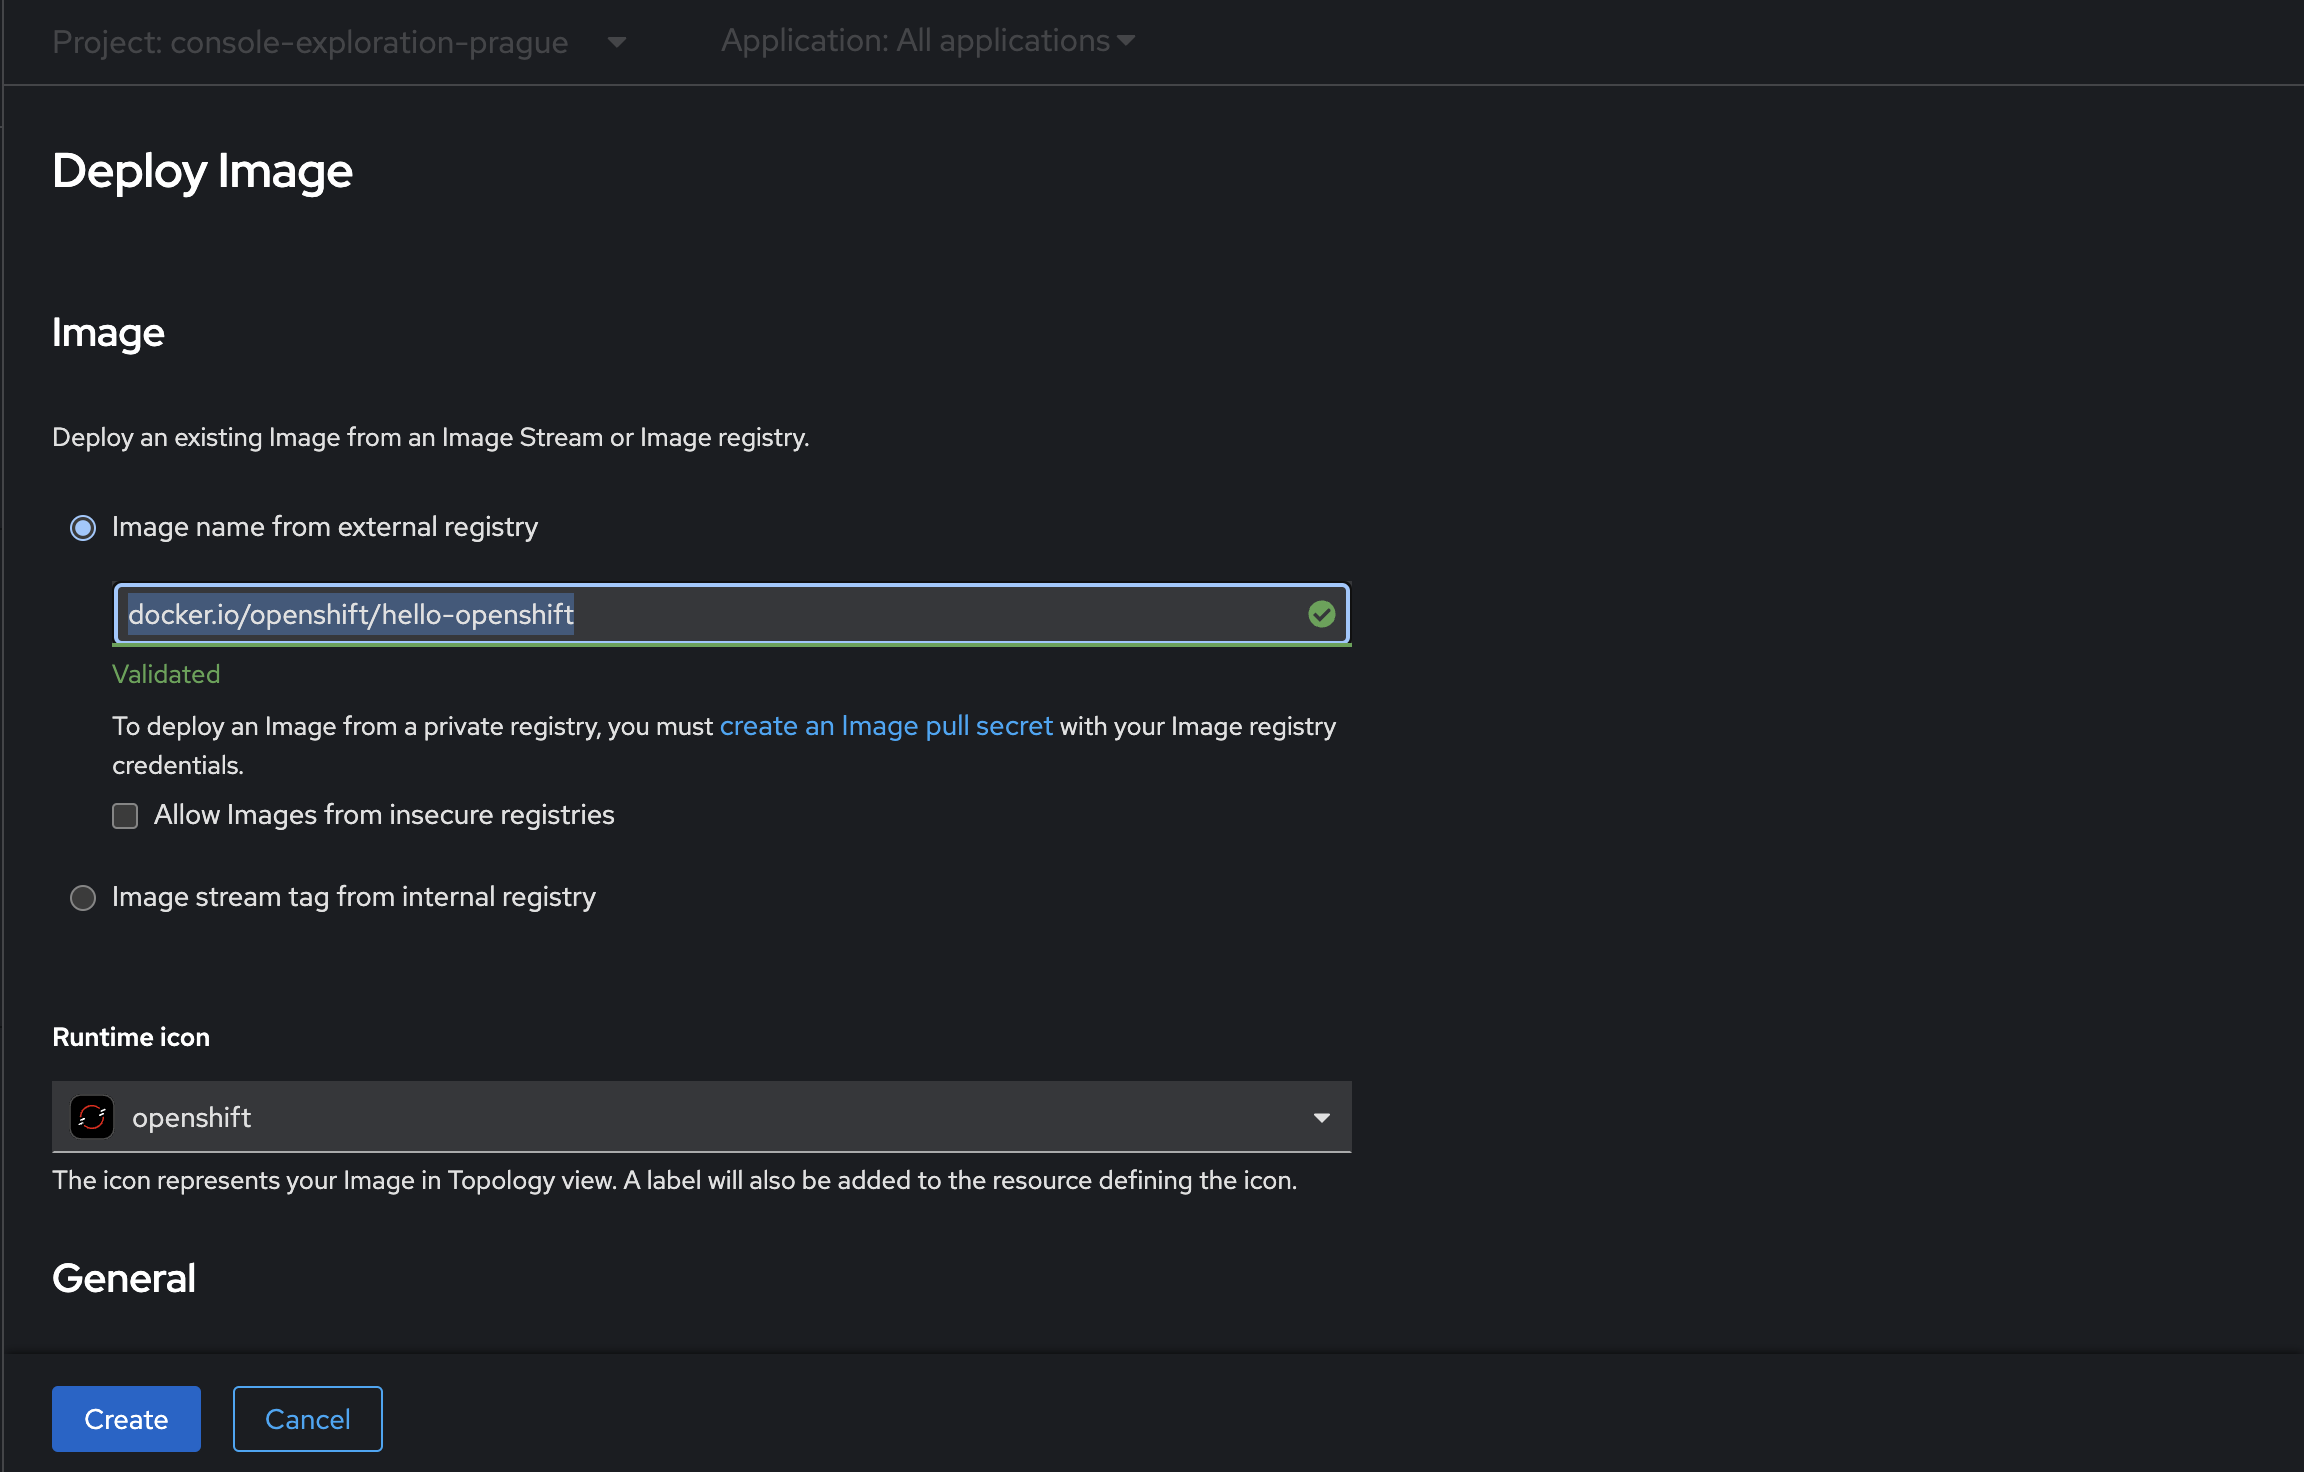 Project: console-exploration-prague
Application: All applications
Deploy Image
Image
Deploy an existing Image from an Image Stream or Image registry.
Image name from external registry
docker.io/openshift/hello-openshift
Validated
To deploy an Image from a private registry, you must create an Image pull secret with your Image registry
credentials.
Allow Images from insecure registries
Image stream tag from internal registry
Runtime icon
openshift
The icon represents your Image in Topology view. A label will also be added to the resource defining the icon.
General
Create
Cancel